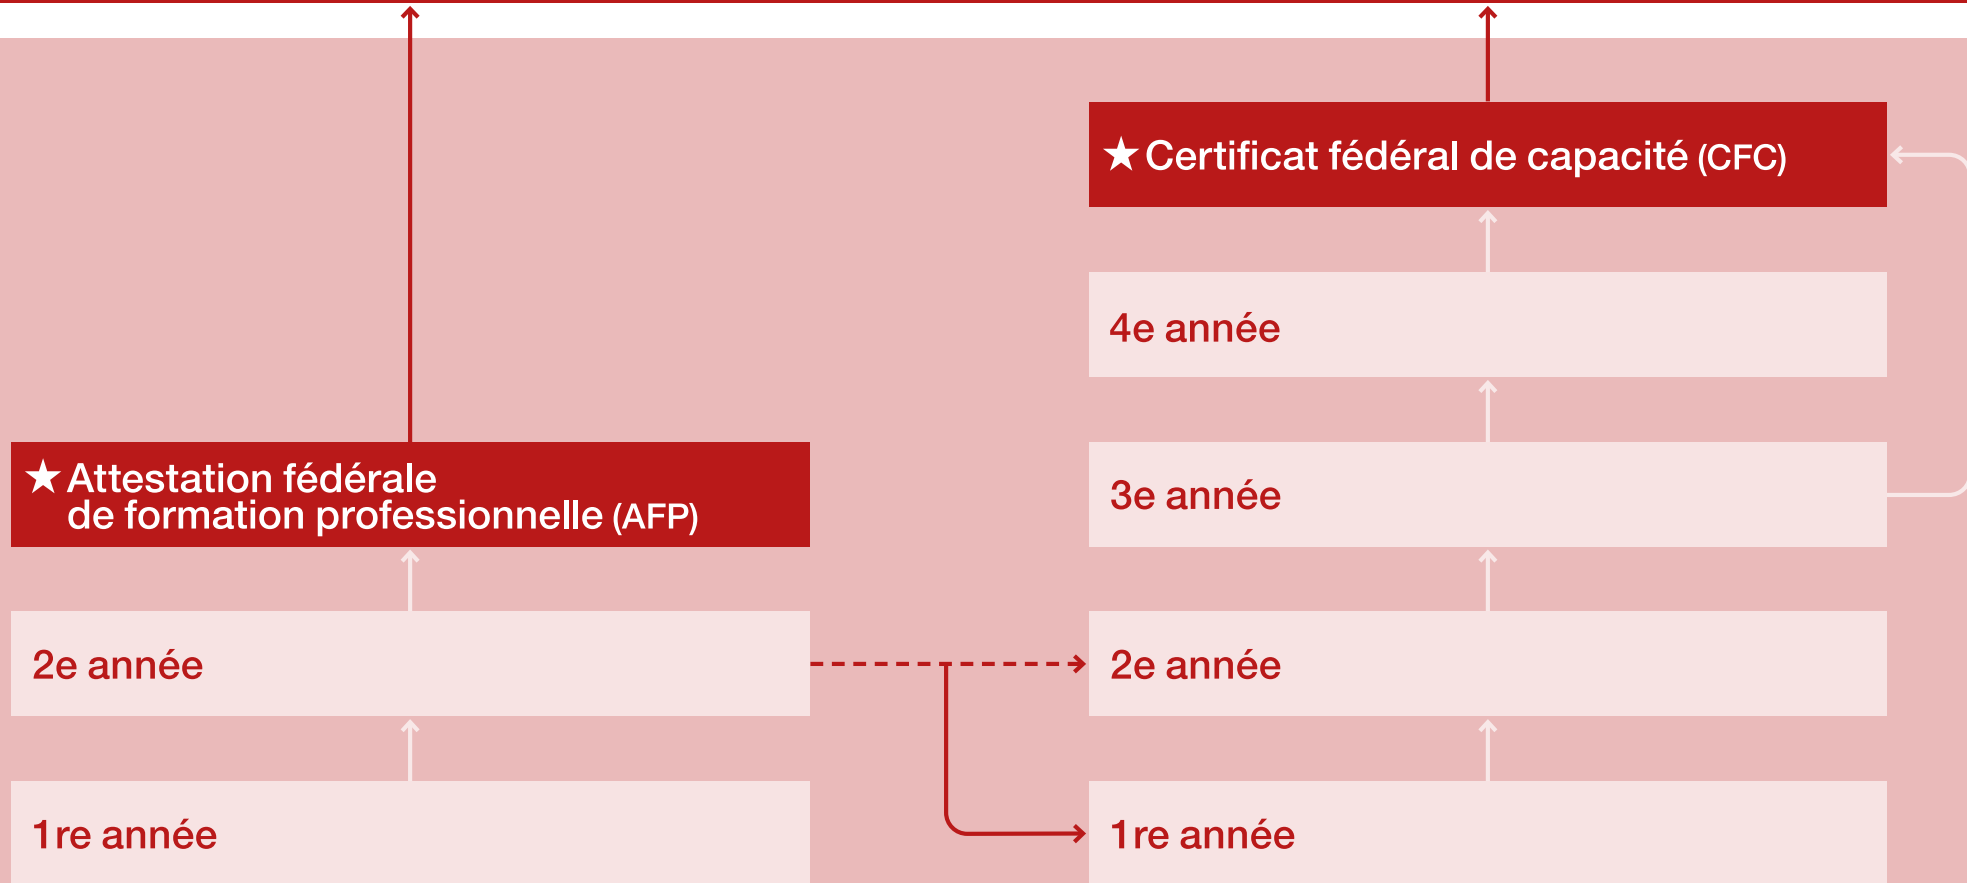 ★ Certificat fédéral de capacité (CFC)
4e année
★ Attestation fédérale
de formation professionnelle (AFP)
3e année
2e année
2e année
1re année
1re année